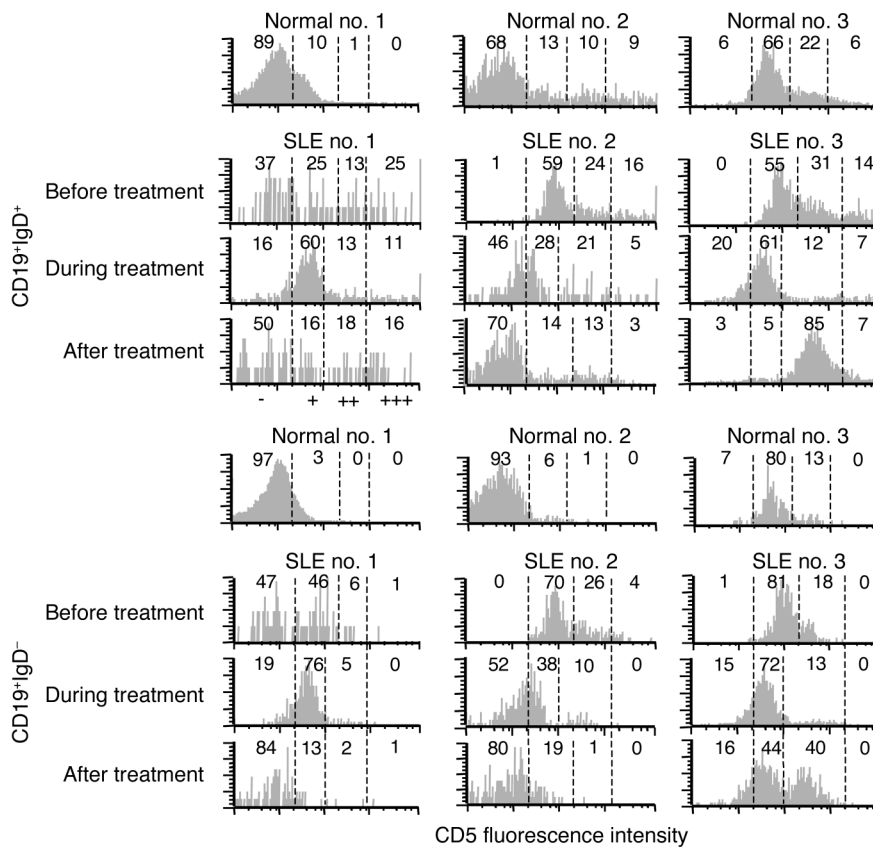 Normal no. 1 Normal no. 2 Normal no. 3
89 10 1 0 68 13 10 9 6 66 22 6
CD19⁺IgD⁺
SLE no. 1 SLE no. 2 SLE no. 3
Before treatment 37 25 13 25 1 59 24 16 0 55 31 14
During treatment 16 60 13 11 46 28 21 5 20 61 12 7
After treatment 50 16 18 16 70 14 13 3 3 5 85 7
- + ++ +++
Normal no. 1 Normal no. 2 Normal no. 3
97 3 0 0 93 6 1 0 7 80 13 0
CD19⁺IgD⁻
SLE no. 1 SLE no. 2 SLE no. 3
Before treatment 47 46 6 1 0 70 26 4 1 81 18 0
During treatment 19 76 5 0 52 38 10 0 15 72 13 0
After treatment 84 13 2 1 80 19 1 0 16 44 40 0
CD5 fluorescence intensity